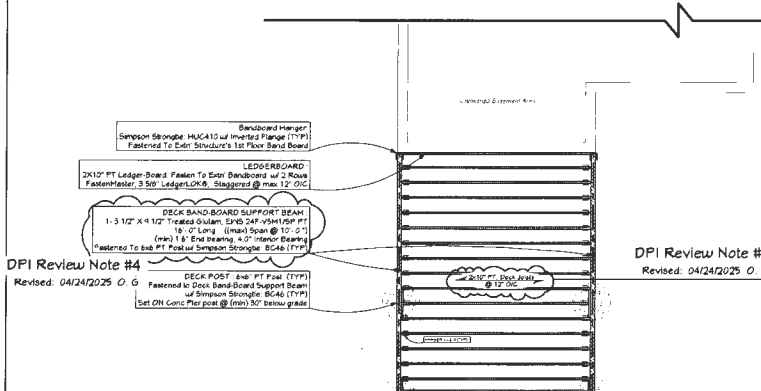 Bandboard Hanger
Simpson Strongtie: HUC410 w/ Inverted Flange (TYP)
Fastened To Extn' Structure's 1st Floor Band Board
LEDGERBOARD
2X10" PT Ledger-Board. Fasten To Extn' Bandboard w/ 2 Rows
FastenMaster, 3 5/8" LedgerLOK®, Staggered @ max 12" O/C
DECK BAND-BOARD SUPPORT BEAM
1- 3 1/2" X 9 1/2" Treated Glulam, EWS 24F-V5M1/SP PT
16'-0" Long ((max) Span @ 10'-0")
(min) 1.6" End bearing, 4.0" Interior Bearing
Fastened To 6x6 PT Post w/ Simpson Strongtie: BC46 (TYP)
DPI Review Note #4
Revised: 04/24/2025 O. G
DECK POST : 6x6" PT Post (TYP)
Fastened to Deck Band-Board Support Beam
w/ Simpson Strongtie: BC46 (TYP)
Set ON Conc Pier post @ (min) 30" below grade
Easement Area
2x10" PT. Deck Joists
@ 12" O/C
DPI Review Note #
Revised: 04/24/2025 O.